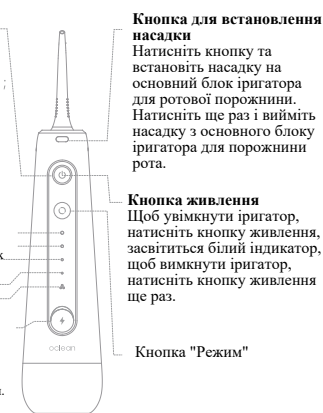 Кнопка для встановлення
насадки
Натисніть кнопку та
встановіть насадку на
основний блок іригатора
для ротової порожнини.
Натисніть ще раз і вийміть
насадку з основного блоку
іригатора для порожнини
рота.
Кнопка живлення
Щоб увімкнути іригатор,
натисніть кнопку живлення,
засвітиться білий індикатор,
щоб вимкнути іригатор,
натисніть кнопку живлення
ще раз.
Кнопка "Режим"
oclean